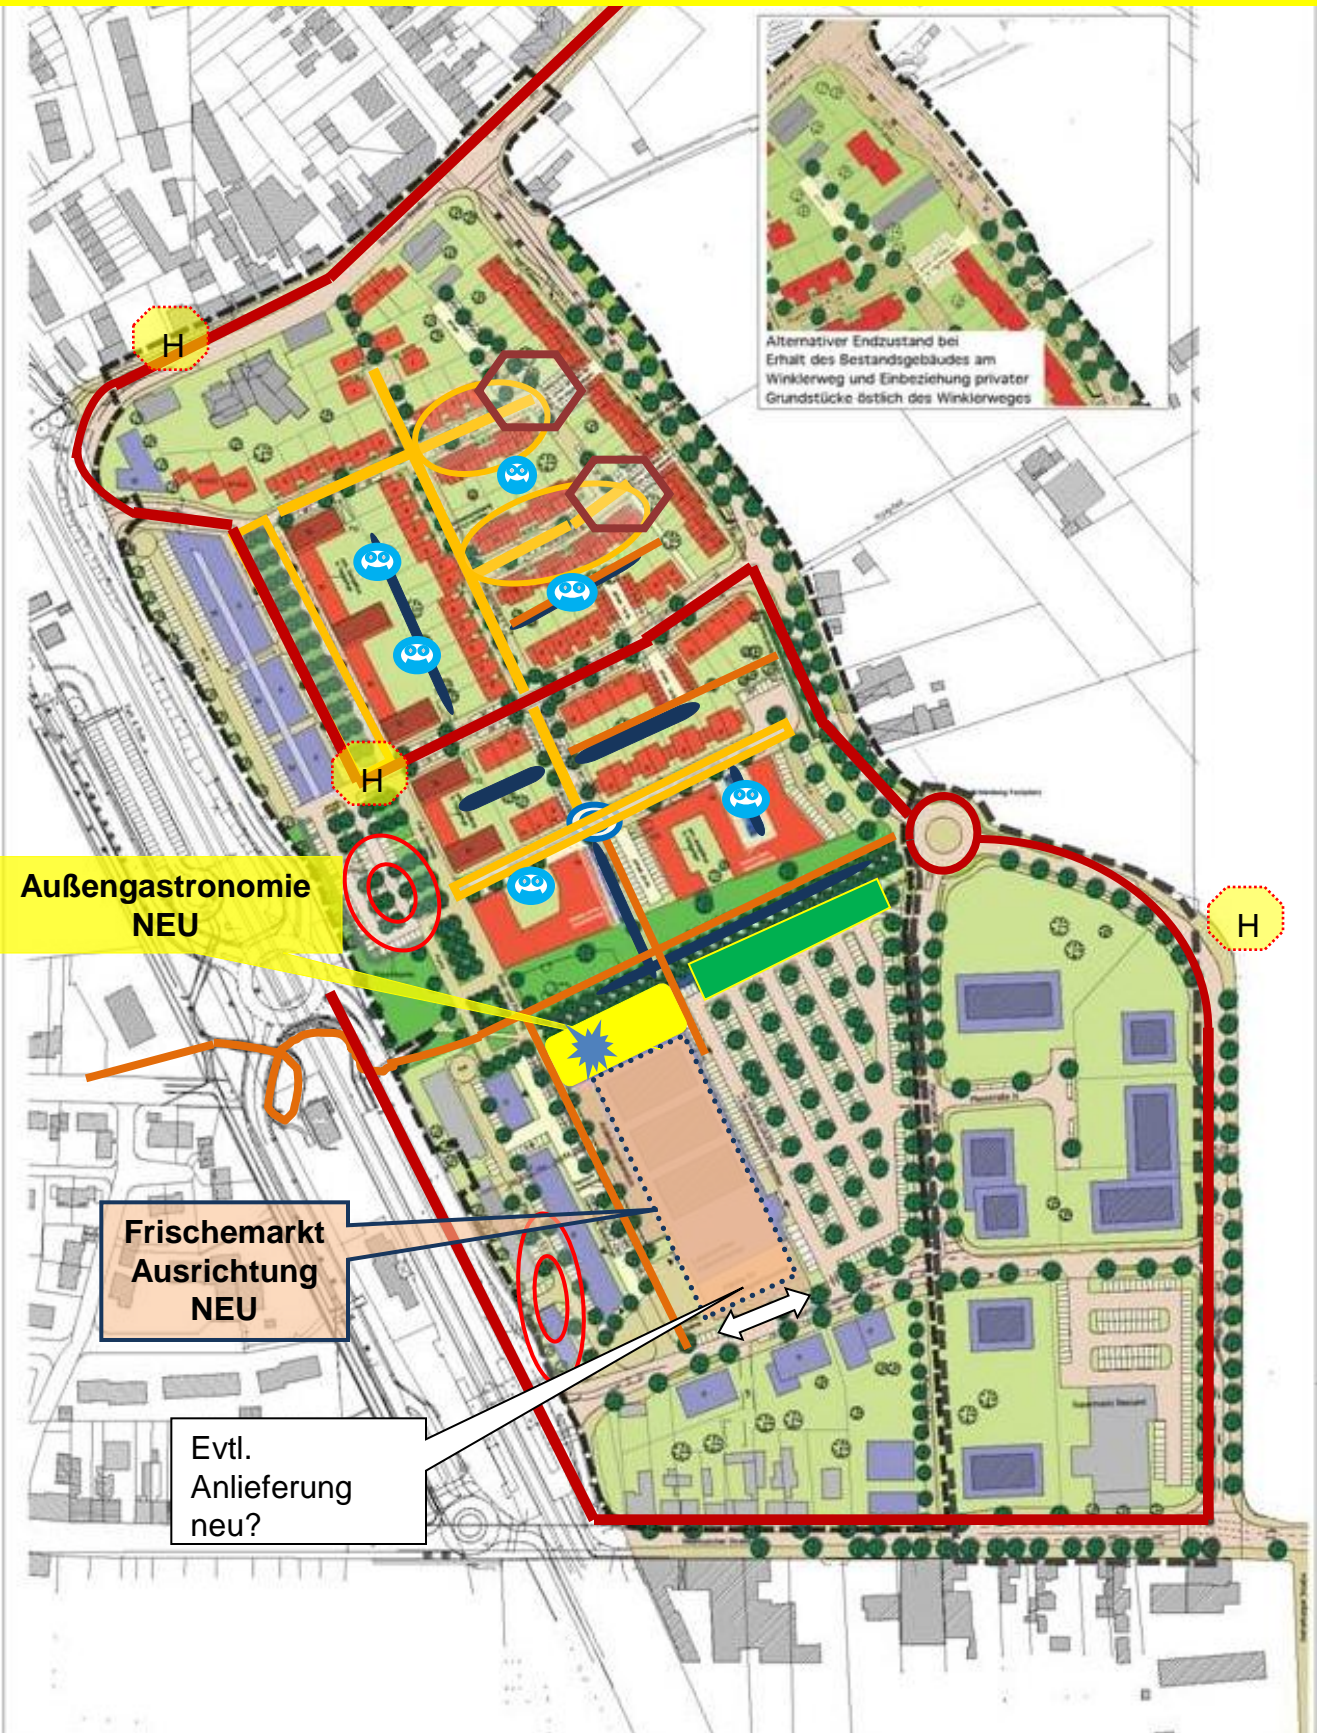 Alternativer Endzustand bei
Erhalt des Bestandsgebäudes am
Winklerweg und Einbeziehung privater
Grundstücke östlich des Winklerweges
H
H
Außengastronomie
NEU
H
Planstraße H
Frischemarkt
Ausrichtung
NEU
Evtl.
Anlieferung
neu?